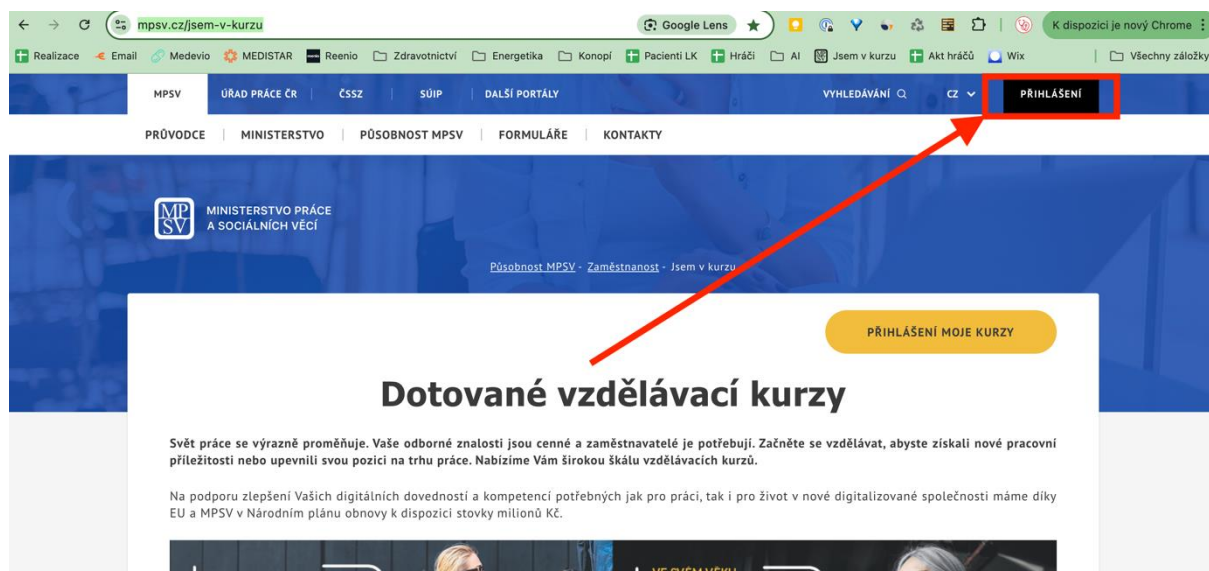 mpsv.cz/jsem-v-kurzu
Google Lens
K dispozici je nový Chrome
Realizace
Email
Medevio
MEDISTAR
Reenio
Zdravotnictví
Energetika
Konopí
Pacienti LK
Hráči
AI
Jsem v kurzu
Akt hráčů
Wix
Všechny záložky
MPSV
ÚŘAD PRÁCE ČR
ČSSZ
SÚIP
DALŠÍ PORTÁLY
VYHLEDÁVÁNÍ
CZ
PŘIHLÁŠENÍ
PRŮVODCE
MINISTERSTVO
PŮSOBNOST MPSV
FORMULÁŘE
KONTAKTY
MP
SV
MINISTERSTVO PRÁCE
A SOCIÁLNÍCH VĚCÍ
Působnost MPSV - Zaměstnanost - Jsem v kurzu
PŘIHLÁŠENÍ MOJE KURZY
Dotované vzdělávací kurzy
Svět práce se výrazně proměňuje. Vaše odborné znalosti jsou cenné a zaměstnavatelé je potřebují. Začněte se vzdělávat, abyste získali nové pracovní
příležitosti nebo upevnili svou pozici na trhu práce. Nabízíme Vám širokou škálu vzdělávacích kurzů.
Na podporu zlepšení Vašich digitálních dovedností a kompetencí potřebných jak pro práci, tak i pro život v nové digitalizované společnosti máme díky
EU a MPSV v Národním plánu obnovy k dispozici stovky milionů Kč.